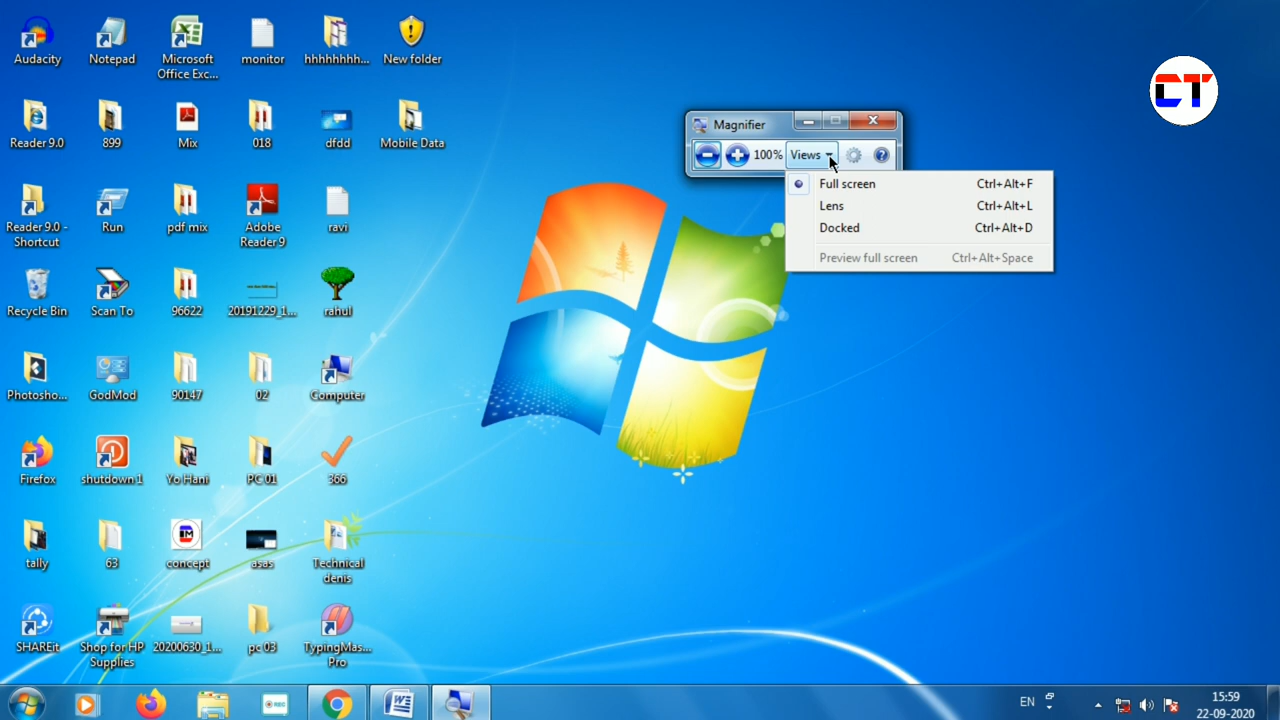 Audacity
Notepad
Microsoft
Office Exc...
monitor
hhhhhhhh...
New folder
Reader 9.0
899
Mix
018
dfdd
Mobile Data
Reader 9.0 -
Shortcut
Run
pdf mix
Adobe
Reader 9
ravi
Recycle Bin
Scan To
96622
20191229_1...
rahul
Photosho...
GodMod
90147
02
Computer
Firefox
shutdown 1
Yo Hani
PC 01
366
tally
63
concept
asas
Technical
denis
SHAREit
Shop for HP
Supplies
20200630_1...
pc 03
TypingMas...
Pro
CT
Magnifier
100%
Views
Full screen Ctrl+Alt+F
Lens Ctrl+Alt+L
Docked Ctrl+Alt+D
Preview full screen Ctrl+Alt+Space
REC
EN
15:59
22-09-2020